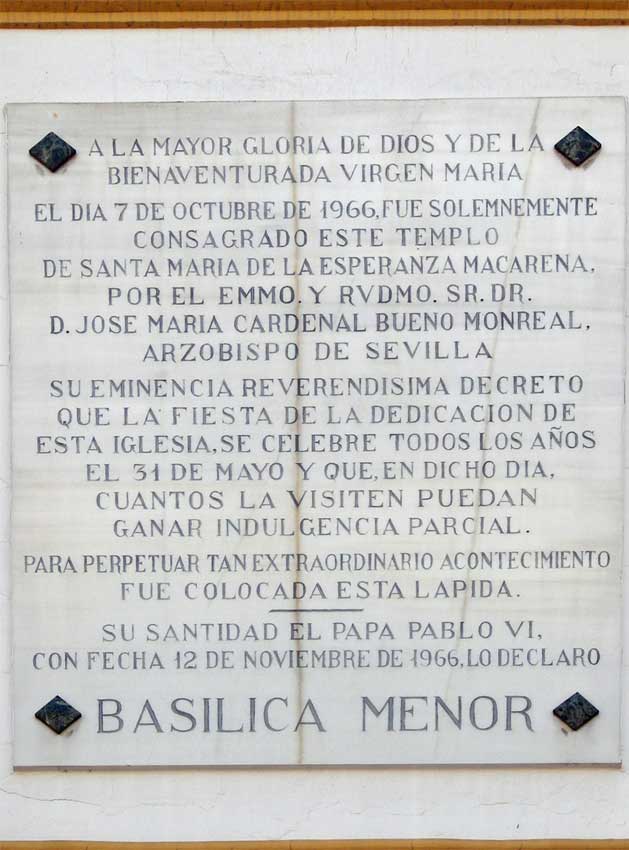 A LA MAYOR GLORIA DE DIOS Y DE LA
BIENAVENTURADA VIRGEN MARIA
EL DIA 7 DE OCTUBRE DE 1966, FUE SOLEMNEMENTE
CONSAGRADO ESTE TEMPLO
DE SANTA MARIA DE LA ESPERANZA MACARENA,
POR EL EMMO. Y RVDMO. SR. DR.
D. JOSE MARIA CARDENAL BUENO MONREAL,
ARZOBISPO DE SEVILLA
SU EMINENCIA REVERENDISIMA DECRETO
QUE LA FIESTA DE LA DEDICACION DE
ESTA IGLESIA, SE CELEBRE TODOS LOS AÑOS
EL 31 DE MAYO Y QUE, EN DICHO DIA,
CUANTOS LA VISITEN PUEDAN
GANAR INDULGENCIA PARCIAL.
PARA PERPETUAR TAN EXTRAORDINARIO ACONTECIMIENTO
FUE COLOCADA ESTA LAPIDA.
SU SANTIDAD EL PAPA PABLO VI,
CON FECHA 12 DE NOVIEMBRE DE 1966, LO DECLARO
BASILICA MENOR